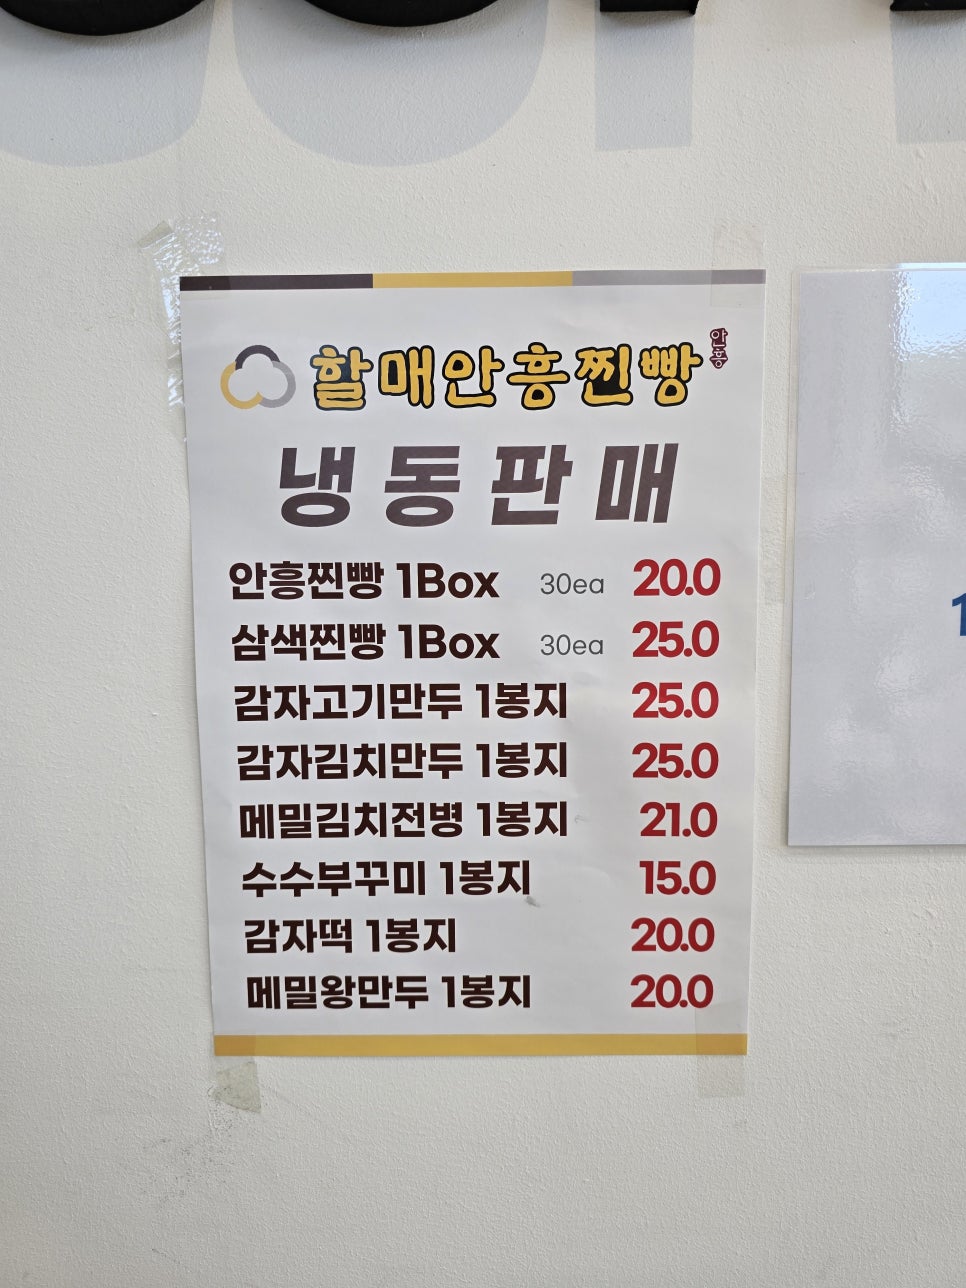 할매안흥찐빵
안흥
냉동판매
안흥찐빵 1Box 30ea 20.0
삼색찐빵 1Box 30ea 25.0
감자고기만두 1봉지 25.0
감자김치만두 1봉지 25.0
메밀김치전병 1봉지 21.0
수수부꾸미 1봉지 15.0
감자떡 1봉지 20.0
메밀왕만두 1봉지 20.0